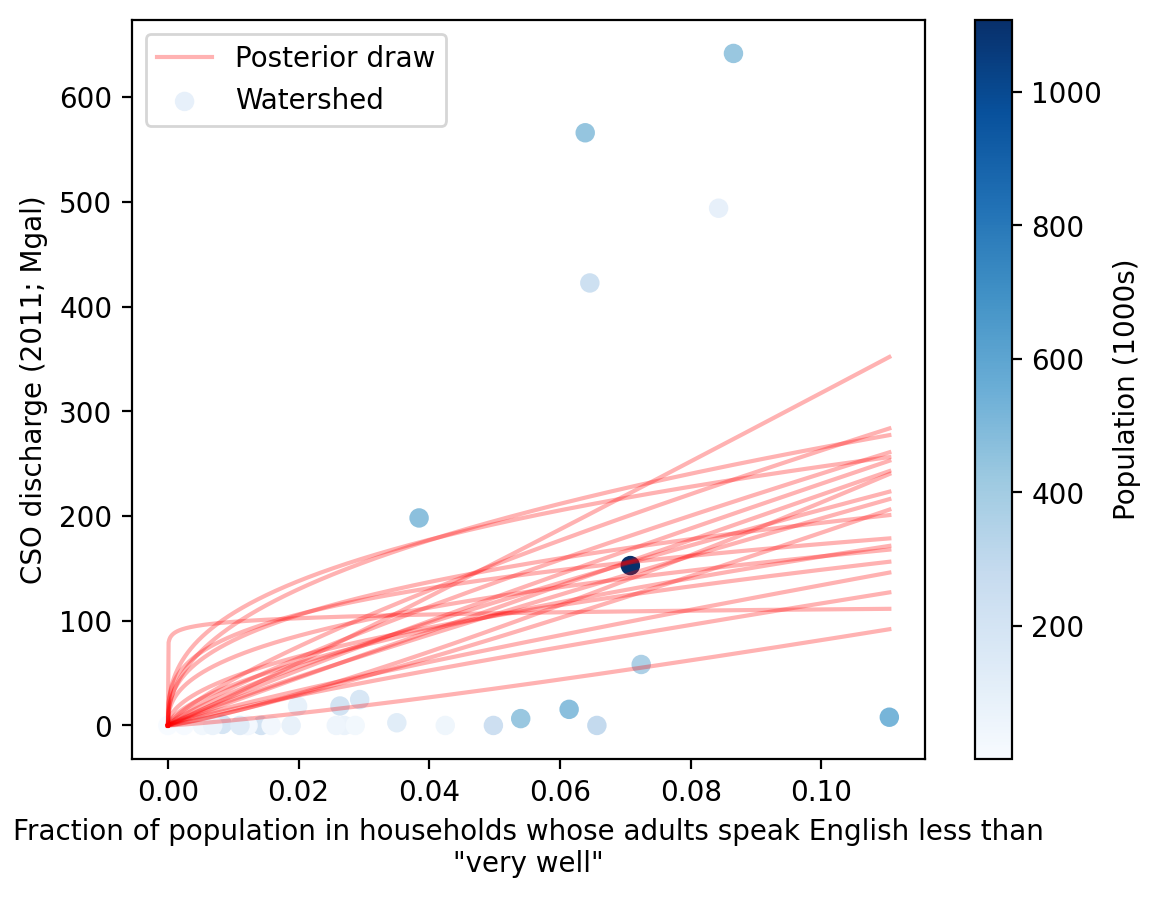 Posterior draw
Watershed
CSO discharge (2011; Mgal)
600
500
400
300
200
100
0
0.00 0.02 0.04 0.06 0.08 0.10
Fraction of population in households whose adults speak English less than
"very well"
1000
800
600
400
200
Population (1000s)